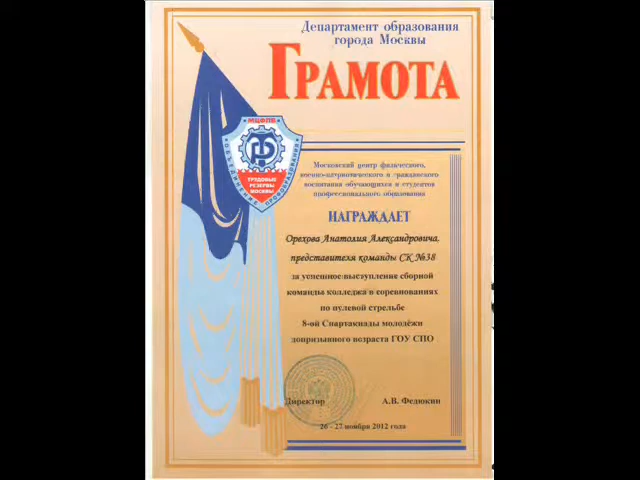 Департамент образования
города Москвы
ГРАМОТА
МЦФПВ
ОБЪЕДИНЕНИЕ ПРОФОБРАЗОВАНИЯ
ТРУДОВЫЕ
РЕЗЕРВЫ
МОСКВЫ
Московский центр физического,
военно-патриотического и гражданского
воспитания обучающихся и студентов
профессионального образования
НАГРАЖДАЕТ
Орехова Анатолия Александровича,
представителя команды СК №38
за успешное выступление сборной
команды колледжа в соревнованиях
по пулевой стрельбе
8-ой Спартакиады молодёжи
допризывного возраста ГОУ СПО
Директор А.В. Федюкин
26 - 27 ноября 2012 года